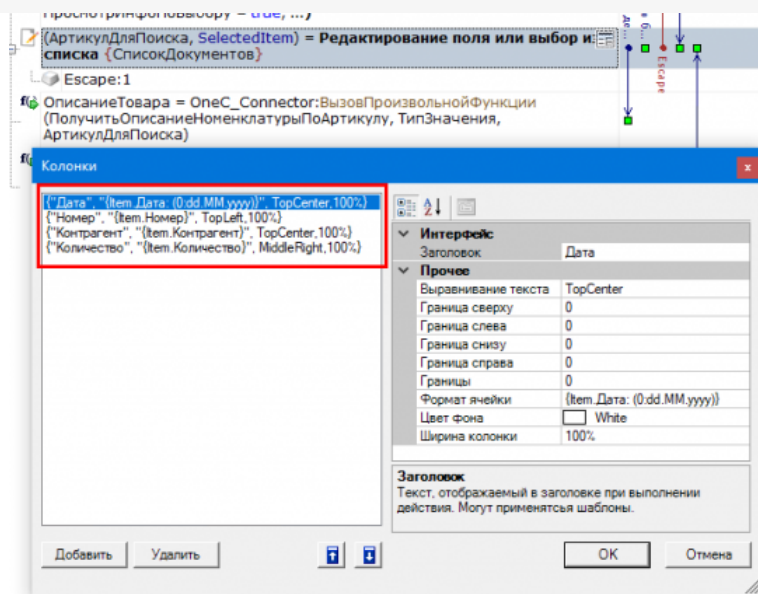 ПросмотрИнфоПоВыбору = true, ...)
(АртикулДляПоиска, SelectedItem) = Редактирование поля или выбор из
списка {СписокДокументов}
Escape:1
ОписаниеТовара = OneC_Connector:ВызовПроизвольнойФункции
(ПолучитьОписаниеНоменклатурыПоАртикулу, ТипЗначения,
АртикулДляПоиска)
Escape
Колонки
{"Дата", "{Item.Дата: (0:dd.MM.yyyy)}", TopCenter,100%}
{"Номер", "{Item.Номер}", TopLeft,100%}
{"Контрагент", "{Item.Контрагент}", TopCenter,100%}
{"Количество", "{Item.Количество}", MiddleRight,100%}
Интерфейс
Заголовок Дата
Прочее
Выравнивание текста TopCenter
Граница сверху 0
Граница слева 0
Граница снизу 0
Граница справа 0
Границы 0
Формат ячейки {Item.Дата: (0:dd.MM.yyyy)}
Цвет фона White
Ширина колонки 100%
Заголовок
Текст, отображаемый в заголовке при выполнении
действия. Могут применятсья шаблоны.
Добавить Удалить OK Отмена